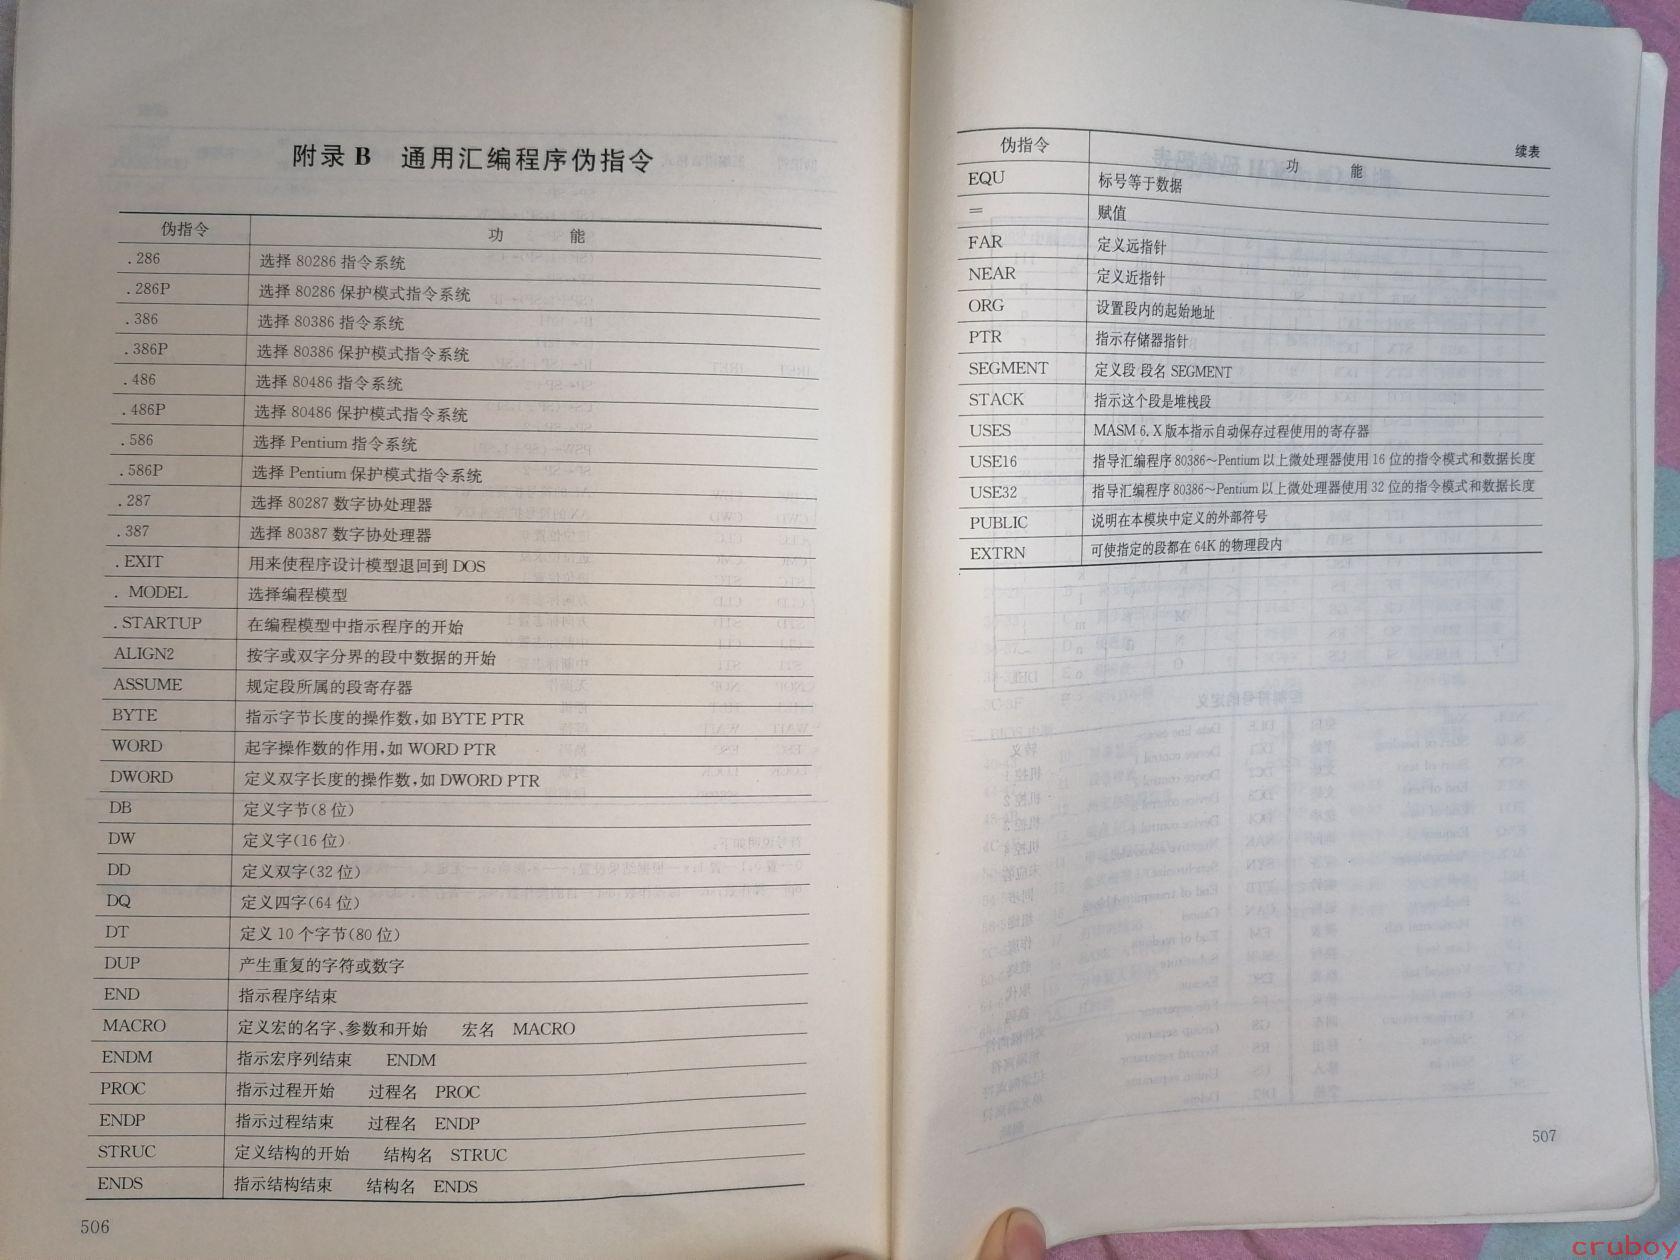 附录 B 通用汇编程序伪指令
伪指令 功 能
.286 选择 80286 指令系统
.286P 选择 80286 保护模式指令系统
.386 选择 80386 指令系统
.386P 选择 80386 保护模式指令系统
.486 选择 80486 指令系统
.486P 选择 80486 保护模式指令系统
.586 选择 Pentium 指令系统
.586P 选择 Pentium 保护模式指令系统
.287 选择 80287 数字协处理器
.387 选择 80387 数字协处理器
.EXIT 用来使程序设计模型退回到 DOS
.MODEL 选择编程模型
.STARTUP 在编程模型中指示程序的开始
ALIGN2 按字或双字分界的段中数据的开始
ASSUME 规定段所属的段寄存器
BYTE 指示字节长度的操作数,如 BYTE PTR
WORD 起字操作数的作用,如 WORD PTR
DWORD 定义双字长度的操作数,如 DWORD PTR
DB 定义字节(8 位)
DW 定义字(16 位)
DD 定义双字(32 位)
DQ 定义四字(64 位)
DT 定义 10 个字节(80 位)
DUP 产生重复的字符或数字
END 指示程序结束
MACRO 定义宏的名字、参数和开始 宏名 MACRO
ENDM 指示宏序列结束 ENDM
PROC 指示过程开始 过程名 PROC
ENDP 指示过程结束 过程名 ENDP
STRUC 定义结构的开始 结构名 STRUC
ENDS 指示结构结束 结构名 ENDS
506
续表
伪指令 功 能
EQU 标号等于数据
= 赋值
FAR 定义远指针
NEAR 定义近指针
ORG 设置段内的起始地址
PTR 指示存储器指针
SEGMENT 定义段 段名 SEGMENT
STACK 指示这个段是堆栈段
USES MASM 6.X 版本指示自动保存过程使用的寄存器
USE16 指导汇编程序 80386~Pentium 以上微处理器使用 16 位的指令模式和数据长度
USE32 指导汇编程序 80386~Pentium 以上微处理器使用 32 位的指令模式和数据长度
PUBLIC 说明在本模块中定义的外部符号
EXTRN 可使指定的段都在 64K 的物理段内
507
cruboy